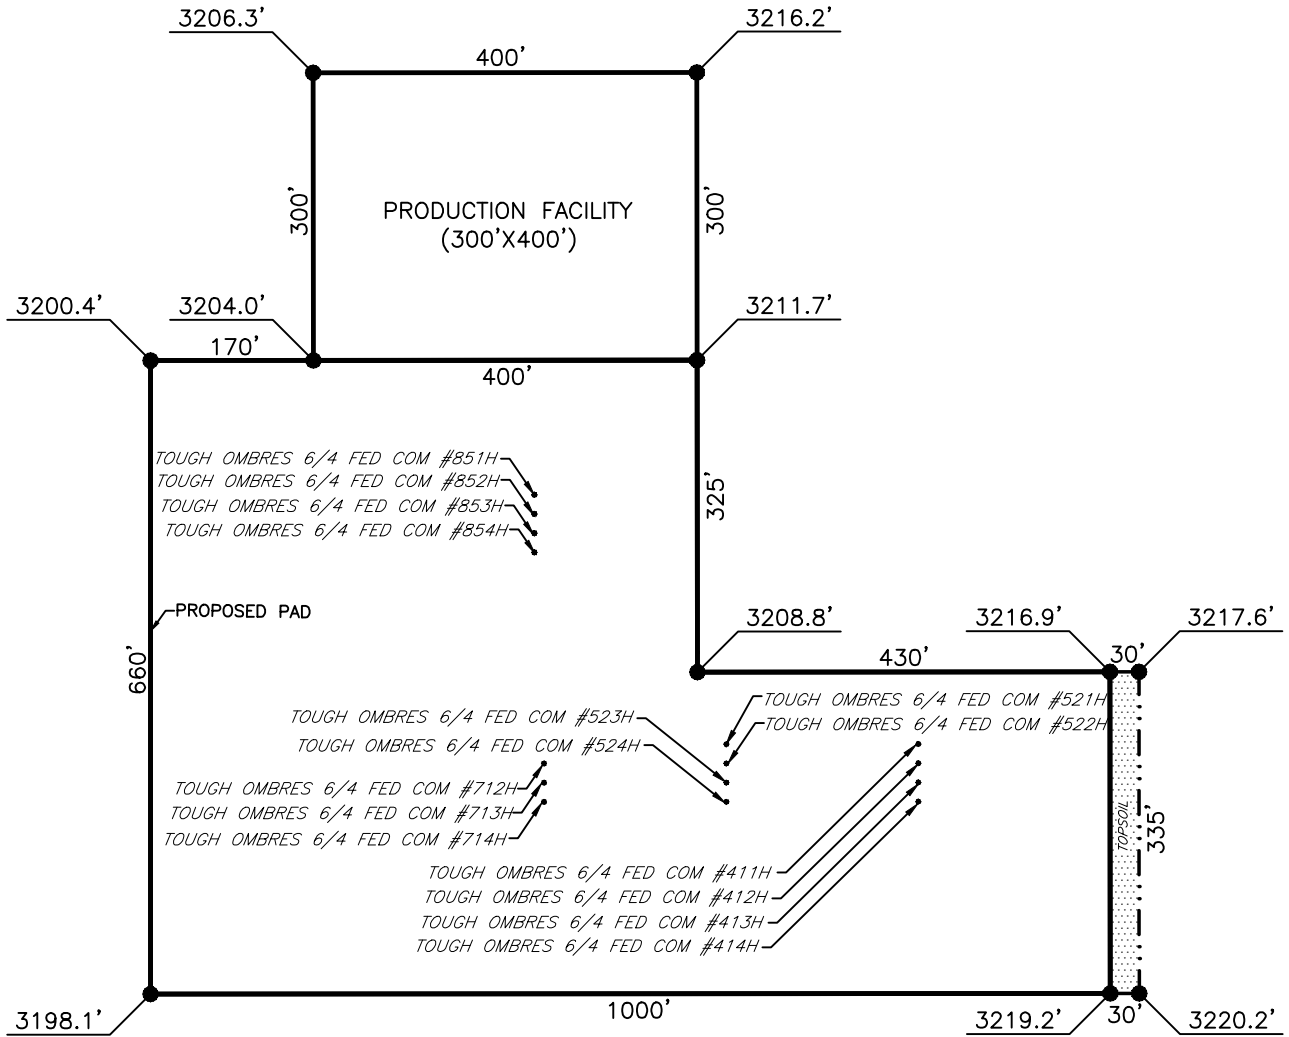 3206.3'
3216.2'
400'
300'
PRODUCTION FACILITY
(300'X400')
300'
3200.4'
3204.0'
3211.7'
170'
400'
TOUGH OMBRES 6/4 FED COM #851H
TOUGH OMBRES 6/4 FED COM #852H
TOUGH OMBRES 6/4 FED COM #853H
TOUGH OMBRES 6/4 FED COM #854H
325'
PROPOSED PAD
660'
3208.8'
3216.9'
3217.6'
430'
30'
TOUGH OMBRES 6/4 FED COM #521H
TOUGH OMBRES 6/4 FED COM #522H
TOUGH OMBRES 6/4 FED COM #523H
TOUGH OMBRES 6/4 FED COM #524H
TOUGH OMBRES 6/4 FED COM #712H
TOUGH OMBRES 6/4 FED COM #713H
TOUGH OMBRES 6/4 FED COM #714H
TOPSOIL
335'
TOUGH OMBRES 6/4 FED COM #411H
TOUGH OMBRES 6/4 FED COM #412H
TOUGH OMBRES 6/4 FED COM #413H
TOUGH OMBRES 6/4 FED COM #414H
1000'
30'
3198.1'
3219.2'
3220.2'